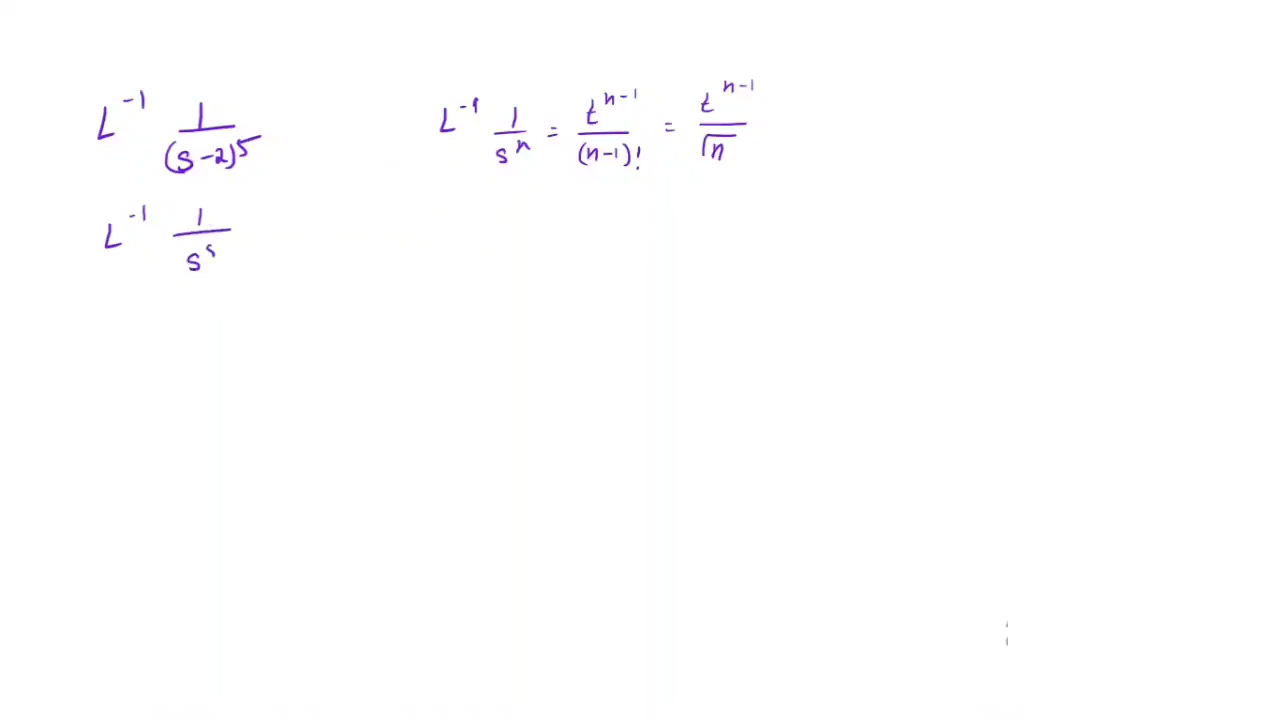 L⁻¹ 1/(s-2)⁵
L⁻¹ 1/sⁿ = tⁿ⁻¹/(n-1)! = tⁿ⁻¹/Γn
L⁻¹ 1/s⁵